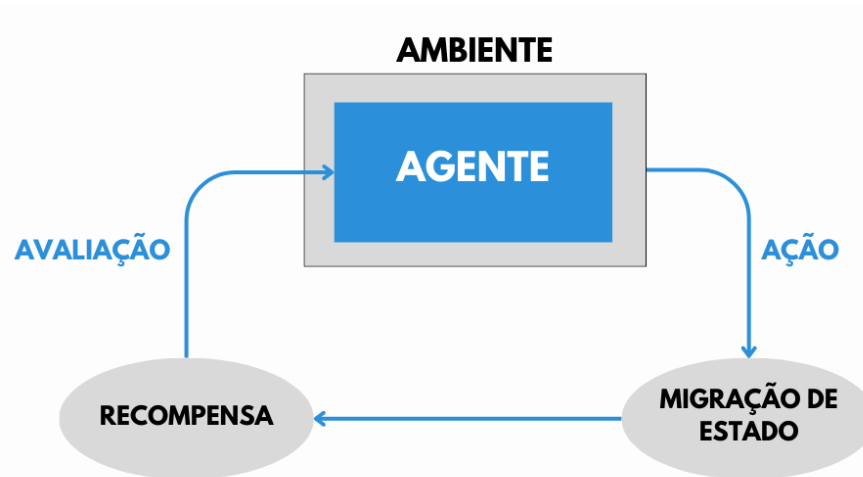 AMBIENTE
AGENTE
AVALIAÇÃO
AÇÃO
RECOMPENSA
MIGRAÇÃO DE
ESTADO